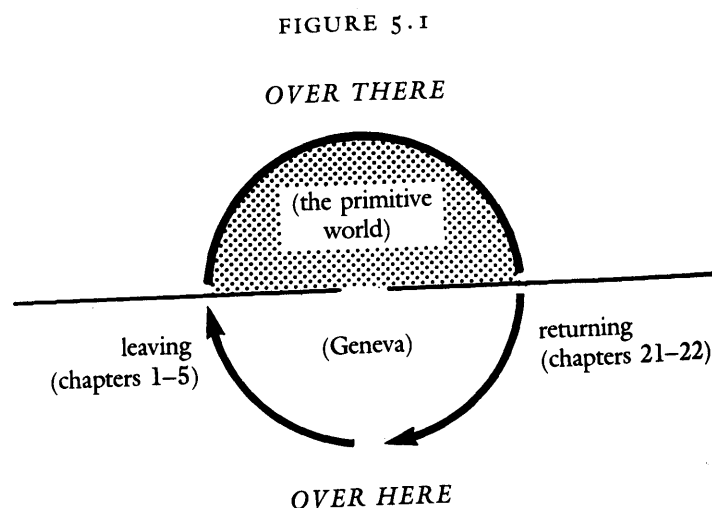 FIGURE 5.1
OVER THERE
(the primitive
world)
leaving
(chapters 1–5)
(Geneva)
returning
(chapters 21–22)
OVER HERE